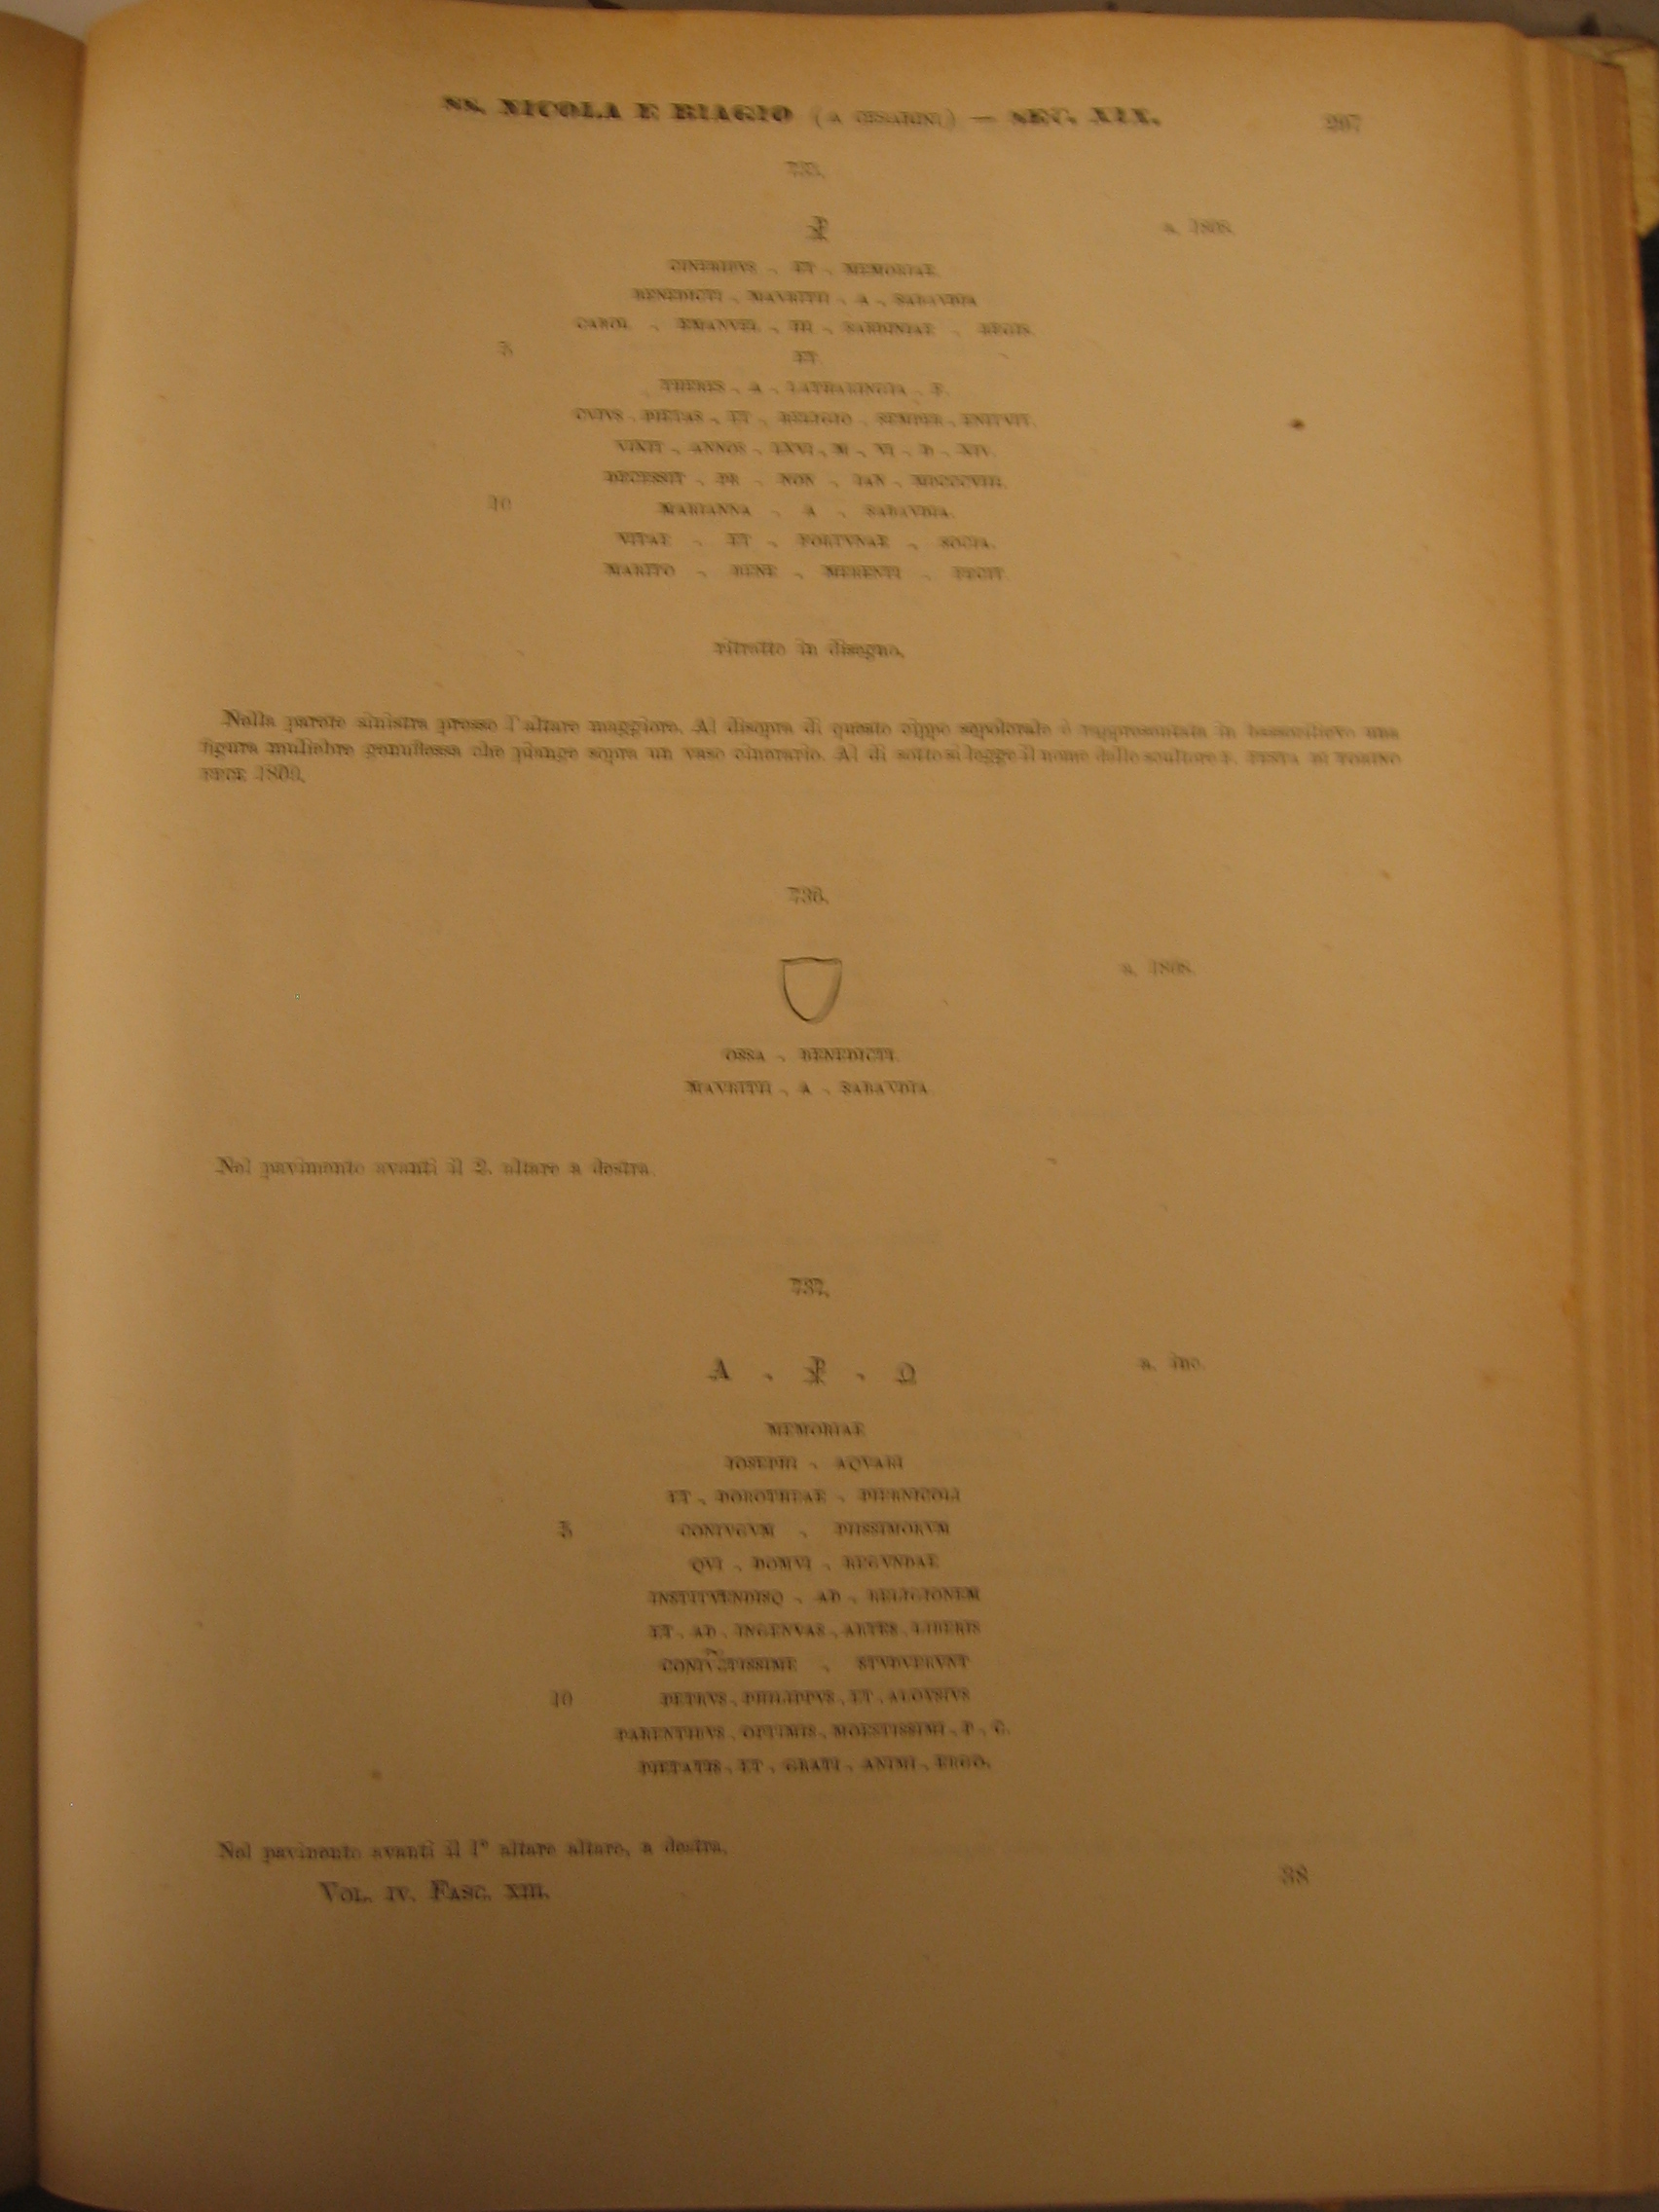 SS. NICOLA E BIAGIO (A CESARINI) — SEC. XIX. 297
735.
☧ a. 1808.
CINERIBVS · ET · MEMORIAE
BENEDICTI · MAVRITII · A · SABAVDIA
CAROL · EMANVEL · III · SARDINIAE · REGIS
5 ET
THERES · A · LATHARINGIA · F.
CVIVS · PIETAS · ET · RELIGIO · SEMPER · ENITVIT.
VIXIT · ANNOS · LXVI · M · VI · D · XIV.
DECESSIT · PR · NON · IAN · MDCCCVIII.
10 MARIANNA · A · SABAVDIA.
VITAE · ET · FORTVNAE · SOCIA.
MARITO · BENE · MERENTI · FECIT
ritratto in disegno.
Nella parete sinistra presso l'altare maggiore. Al disopra di questo cippo sepolcrale è rappresentata in bassorilievo una
figura muliebre genuflessa che piange sopra un vaso cinerario. Al di sotto si legge il nome dello scultore F. FESTA DI TORINO
FECE 1809.
736.
a. 1808.
OSSA · BENEDICTI
MAVRITII · A · SABAVDIA
Nel pavimento avanti il 2. altare a destra.
737.
A · ☧ · Ω a. inc.
MEMORIAE
IOSEPHI · AQVARI
ET · DOROTHEAE · PIERNICOLI
5 CONIVGVM · PIISSIMORVM
QVI · DOMVI · REGVNDAE
INSTITVENDISQ · AD · RELIGIONEM
ET · AD · INGENVAS · ARTES · LIBERIS
STVDVERVNT
10 PETRVS · PHILIPPVS · ET · ALOYSIVS
PARENTIBVS · OPTIMIS · MOESTISSIMI · P · C.
PIETATIS · ET · GRATI · ANIMI · ERGO.
Nel pavimento avanti il 1º altare altare, a destra.
VOL. IV. FASC. XIII. 38